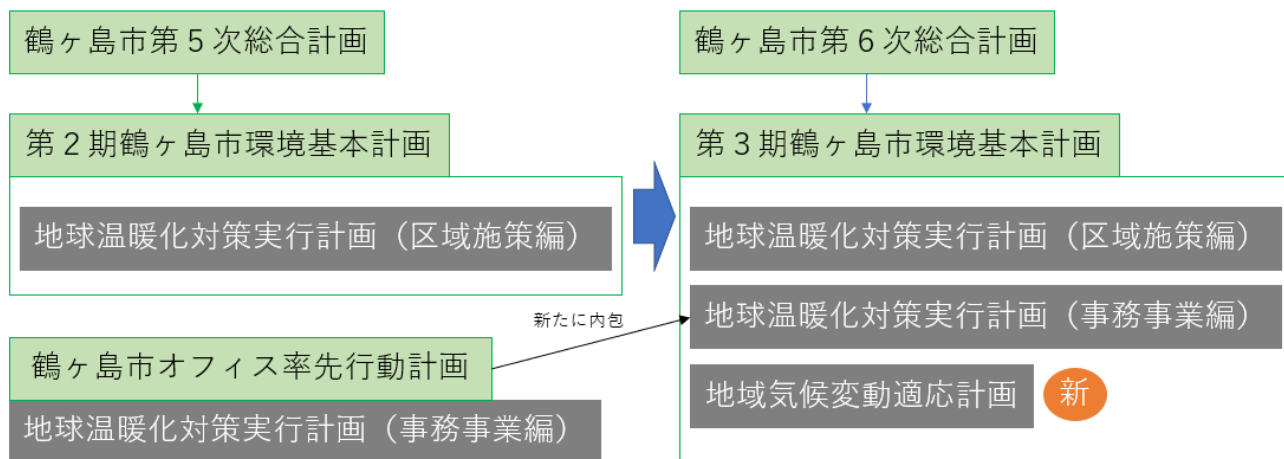 鶴ヶ島市第５次総合計画
第２期鶴ヶ島市環境基本計画
地球温暖化対策実行計画（区域施策編）
鶴ヶ島市オフィス率先行動計画
地球温暖化対策実行計画（事務事業編）
新たに内包
鶴ヶ島市第６次総合計画
第３期鶴ヶ島市環境基本計画
地球温暖化対策実行計画（区域施策編）
地球温暖化対策実行計画（事務事業編）
地域気候変動適応計画
新